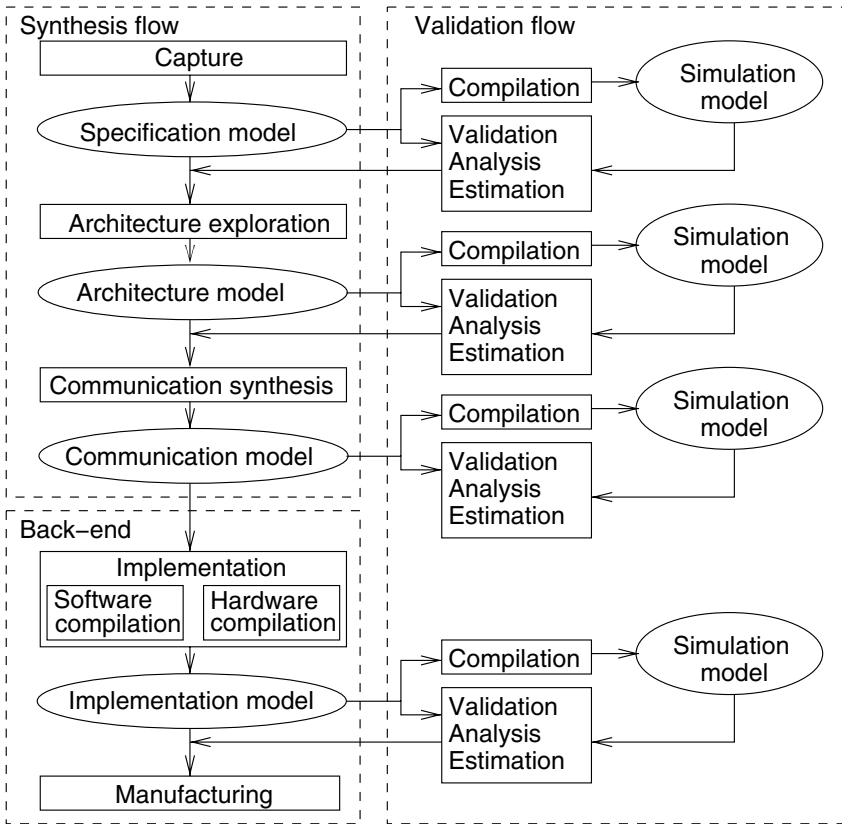 Synthesis flow
Capture
Specification model
Architecture exploration
Architecture model
Communication synthesis
Communication model
Back−end
Implementation
Software
compilation
Hardware
compilation
Implementation model
Manufacturing
Validation flow
Compilation
Simulation
model
Validation
Analysis
Estimation
Compilation
Simulation
model
Validation
Analysis
Estimation
Compilation
Simulation
model
Validation
Analysis
Estimation
Compilation
Simulation
model
Validation
Analysis
Estimation